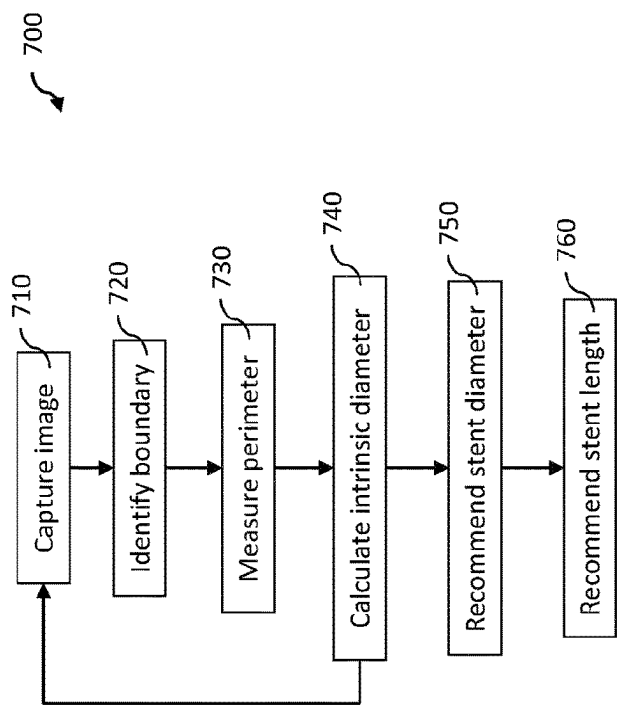 700
710
Capture image
720
Identify boundary
730
Measure perimeter
740
Calculate intrinsic diameter
750
Recommend stent diameter
760
Recommend stent length